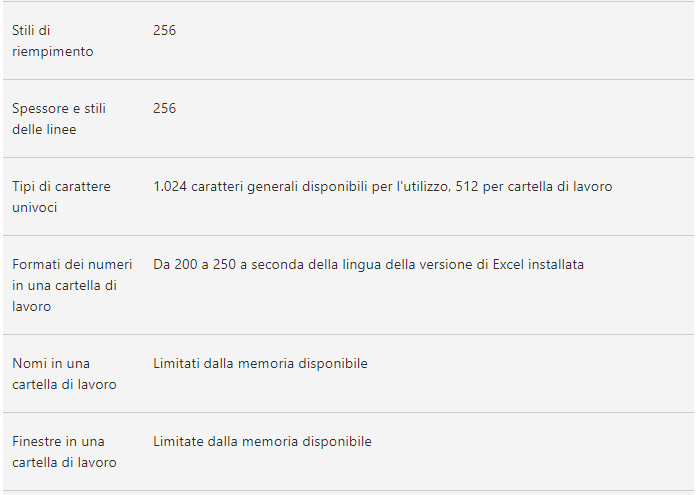 Stili di riempimento 256
Spessore e stili delle linee 256
Tipi di carattere univoci 1.024 caratteri generali disponibili per l'utilizzo, 512 per cartella di lavoro
Formati dei numeri in una cartella di lavoro Da 200 a 250 a seconda della lingua della versione di Excel installata
Nomi in una cartella di lavoro Limitati dalla memoria disponibile
Finestre in una cartella di lavoro Limitate dalla memoria disponibile